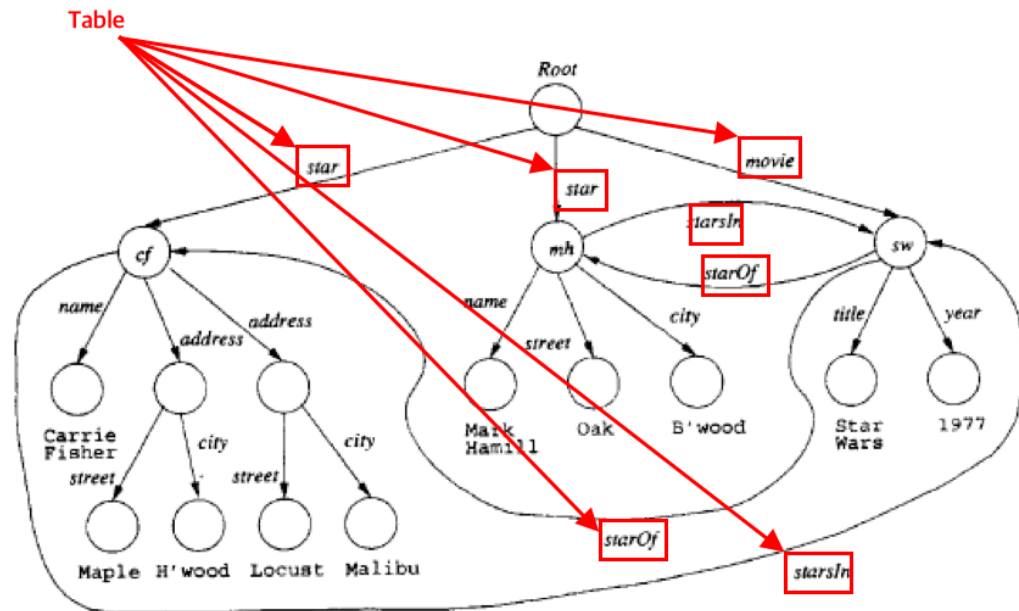 Table
Root
star
star
movie
starsIn
cf
mh
sw
starOf
name
address
address
name
street
city
title
year
Carrie
Fisher
Mark
Hamill
Oak
B'wood
Star
Wars
1977
street
city
street
city
Maple
H'wood
Locust
Malibu
starOf
starsIn